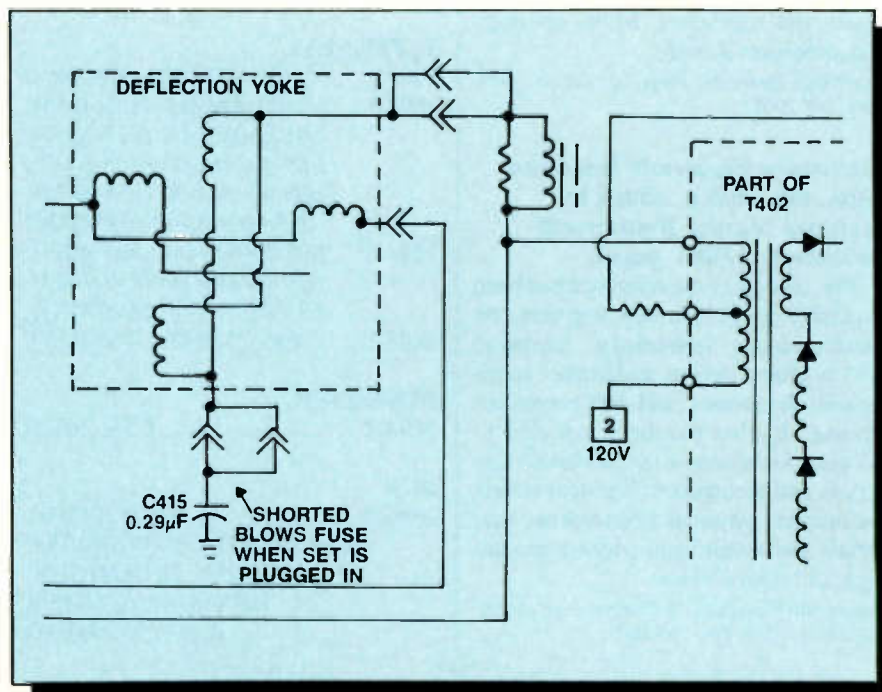 DEFLECTION YOKE
PART OF
T402
2
120V
C415
0.29µF
SHORTED
BLOWS FUSE
WHEN SET IS
PLUGGED IN